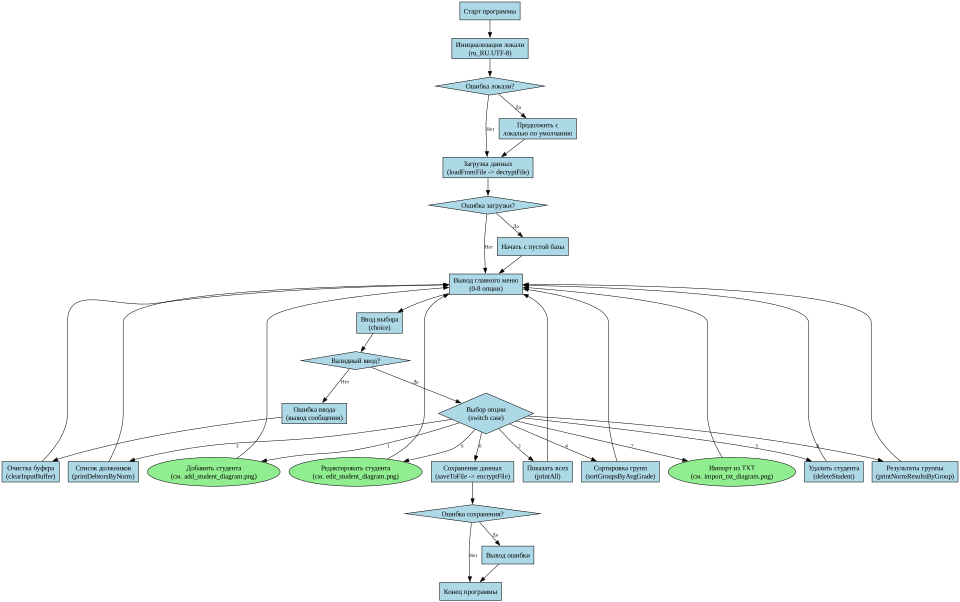 Старт программы
Инициализация локали
(ru_RU.UTF-8)
Ошибка локали?
Да
Нет
Продолжить с
локалью по умолчанию
Загрузка данных
(loadFromFile -> decryptFile)
Ошибка загрузки?
Да
Нет
Начать с пустой базы
Вывод главного меню
(0-8 опции)
Ввод выбора
(choice)
Валидный ввод?
Нет
Да
Ошибка ввода
(вывод сообщения)
Выбор опции
(switch case)
3
1
6
0
2
4
7
5
Очистка буфера
(clearInputBuffer)
Список должников
(printDebtorsByNorm)
Добавить студента
(см. add_student_diagram.png)
Редактировать студента
(см. edit_student_diagram.png)
Сохранение данных
(saveToFile -> encryptFile)
Показать всех
(printAll)
Сортировка групп
(sortGroupsByAvgGrade)
Импорт из TXT
(см. import_txt_diagram.png)
Удалить студента
(deleteStudent)
Результаты группы
(printNormResultsByGroup)
Ошибка сохранения?
Да
Нет
Вывод ошибки
Конец программы